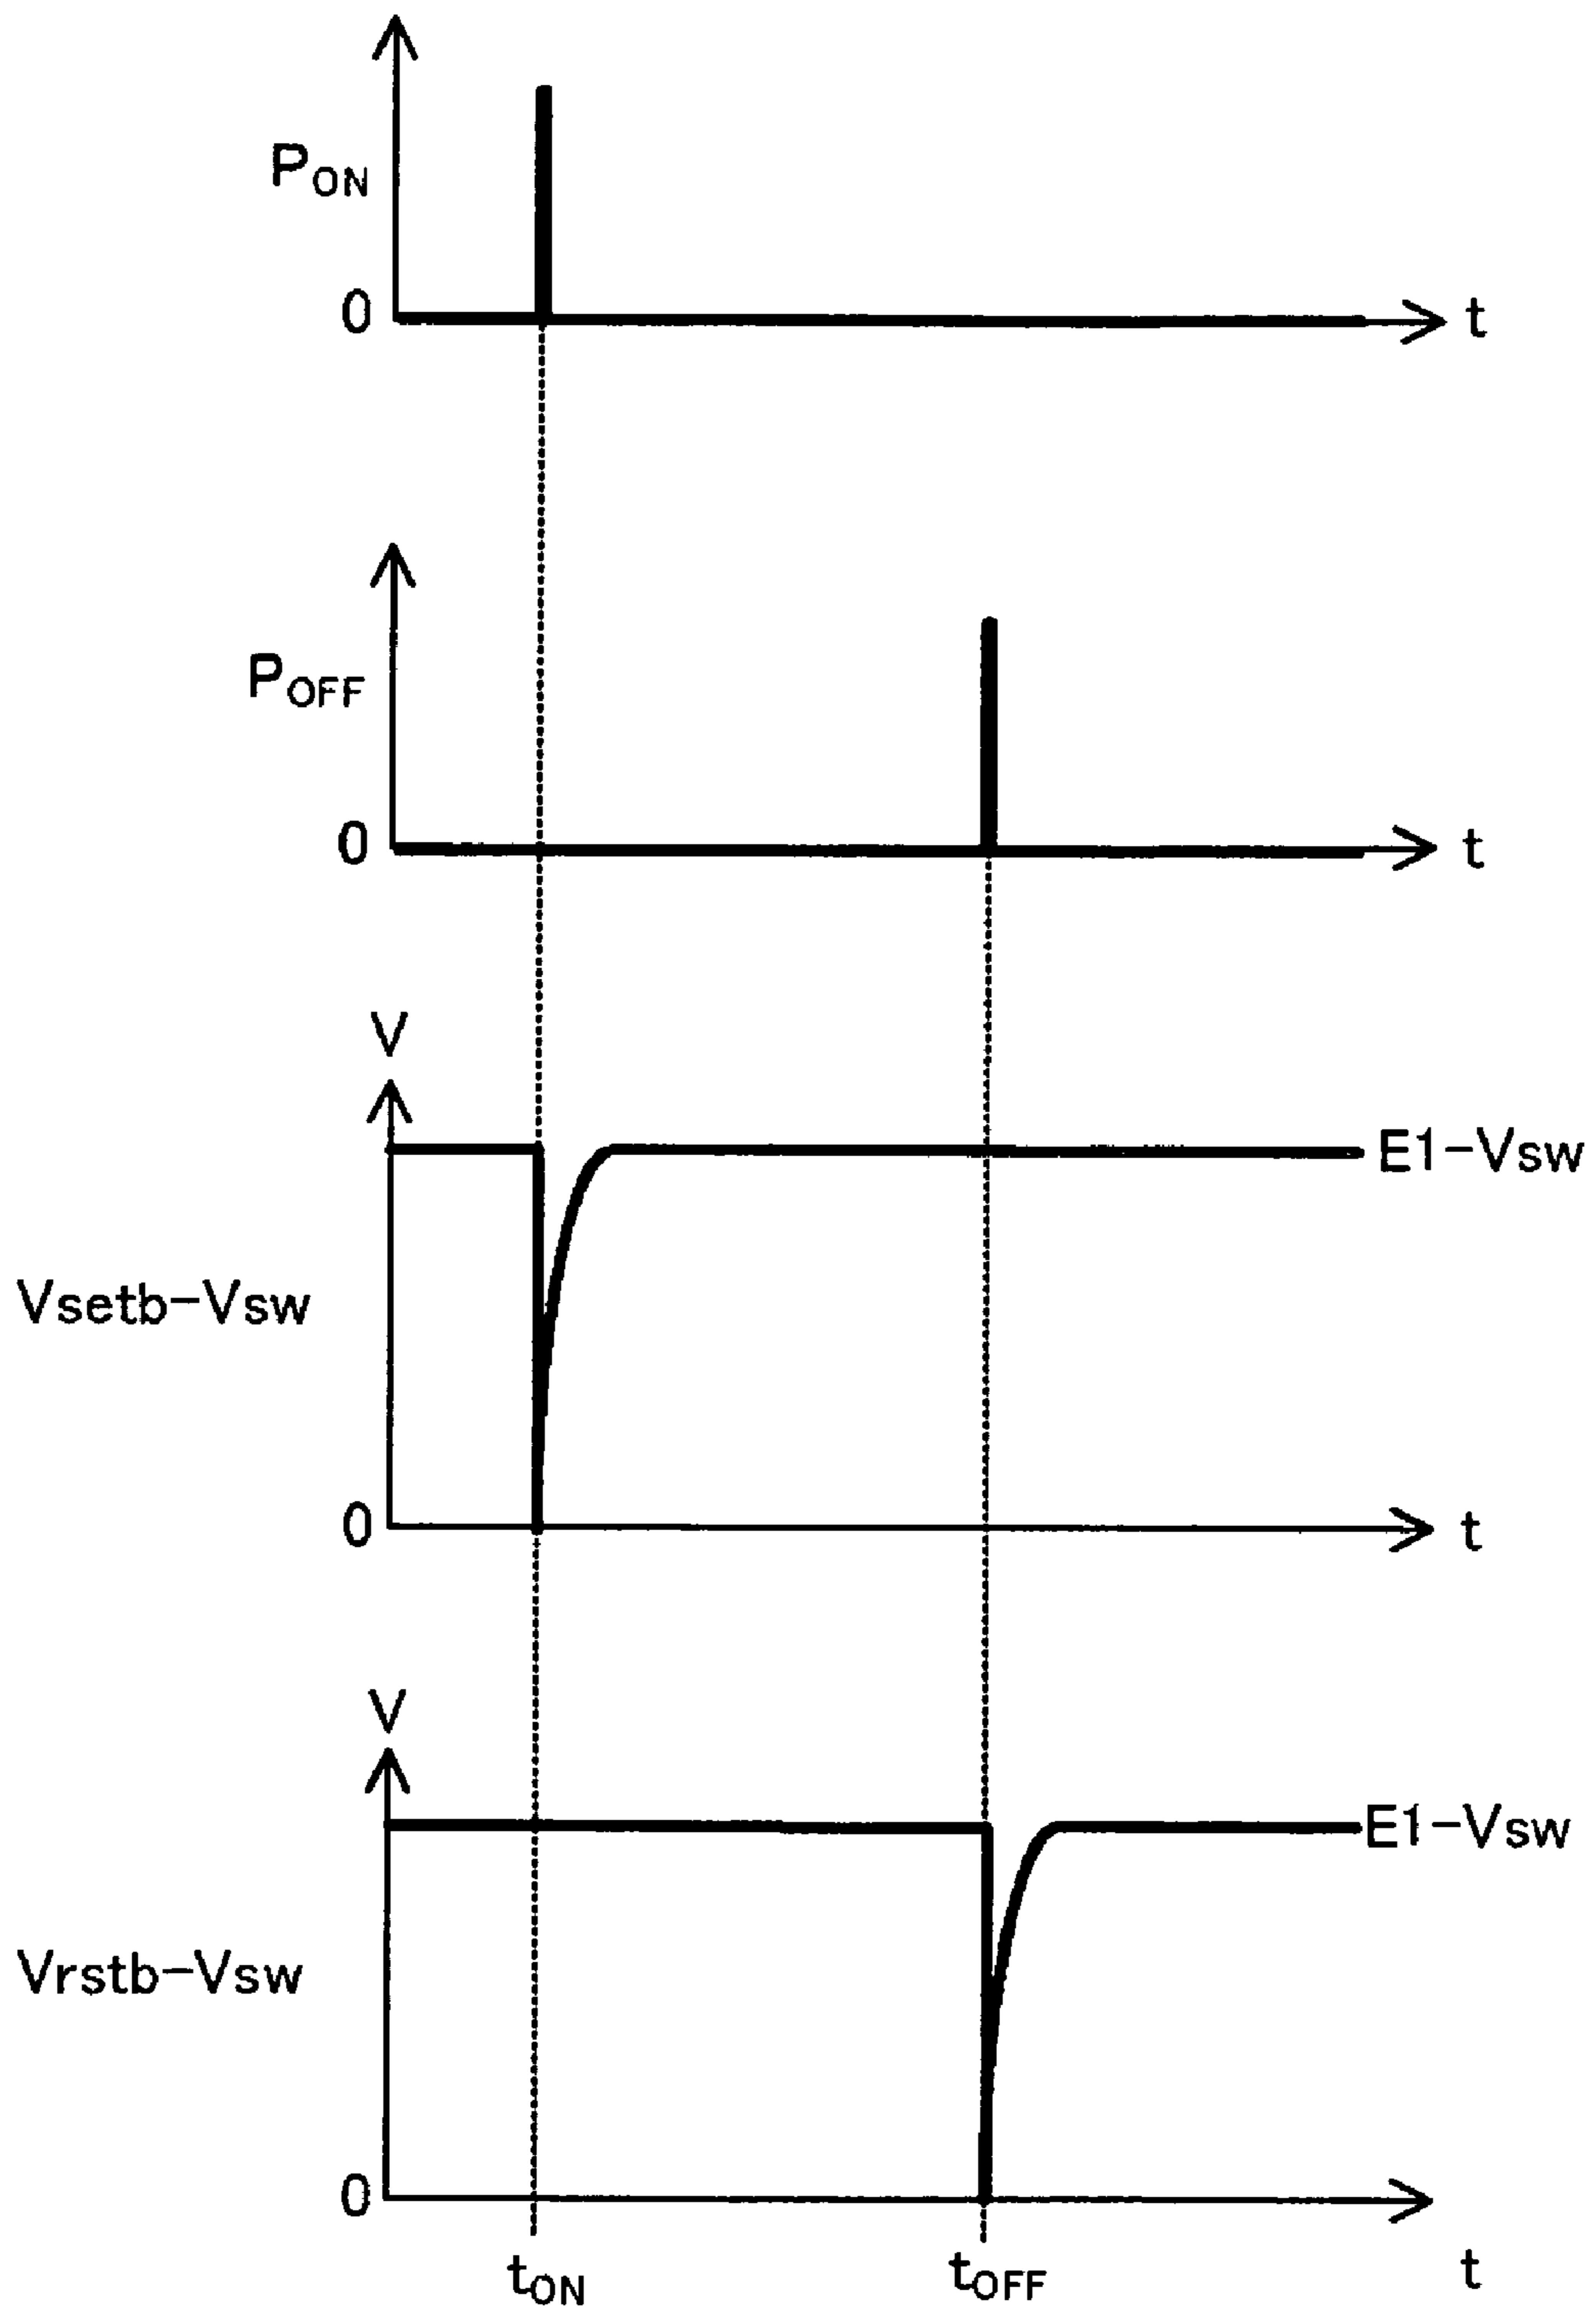 PON
0
t
POFF
0
t
V
E1-Vsw
Vsetb-Vsw
0
t
V
E1-Vsw
Vrstb-Vsw
0
tON
tOFF
t